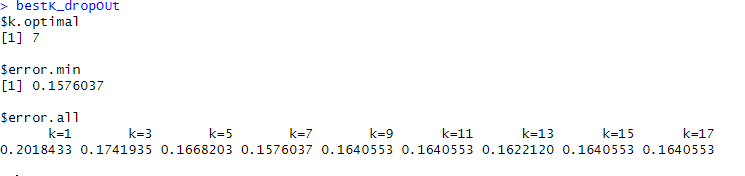 > bestK_dropOUt
$k.optimal
[1] 7
$error.min
[1] 0.1576037
$error.all
k=1 k=3 k=5 k=7 k=9 k=11 k=13 k=15 k=17
0.2018433 0.1741935 0.1668203 0.1576037 0.1640553 0.1640553 0.1622120 0.1640553 0.1640553